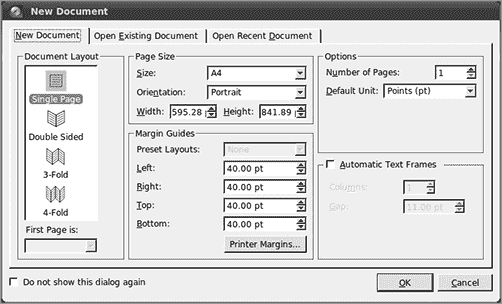 New Document
New Document
Open Existing Document
Open Recent Document
Document Layout
Single Page
Double Sided
3-Fold
4-Fold
First Page is:
Page Size
Size: A4
Orientation: Portrait
Width: 595.28 Height: 841.89
Margin Guides
Preset Layouts: None
Left: 40.00 pt
Right: 40.00 pt
Top: 40.00 pt
Bottom: 40.00 pt
Printer Margins...
Options
Number of Pages: 1
Default Unit: Points (pt)
Automatic Text Frames
Columns: 1
Gap: 11.00 pt
Do not show this dialog again
OK
Cancel